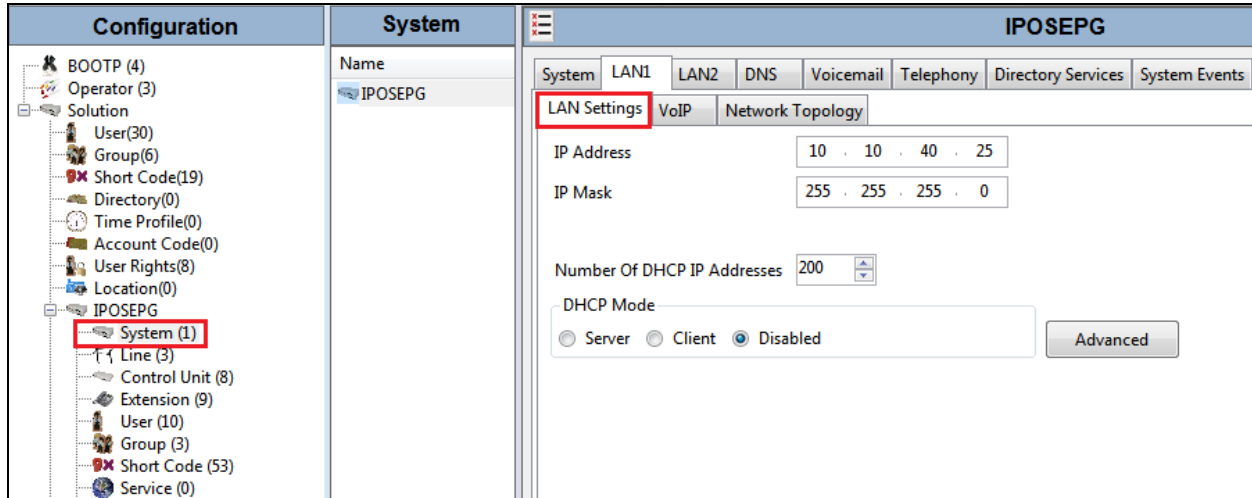 Configuration
BOOTP (4)
Operator (3)
Solution
User(30)
Group(6)
Short Code(19)
Directory(0)
Time Profile(0)
Account Code(0)
User Rights(8)
Location(0)
IPOSEPG
System (1)
Line (3)
Control Unit (8)
Extension (9)
User (10)
Group (3)
Short Code (53)
Service (0)
System
Name
IPOSEPG
IPOSEPG
System LAN1 LAN2 DNS Voicemail Telephony Directory Services System Events
LAN Settings VoIP Network Topology
IP Address 10 . 10 . 40 . 25
IP Mask 255 . 255 . 255 . 0
Number Of DHCP IP Addresses 200
DHCP Mode
Server Client Disabled Advanced